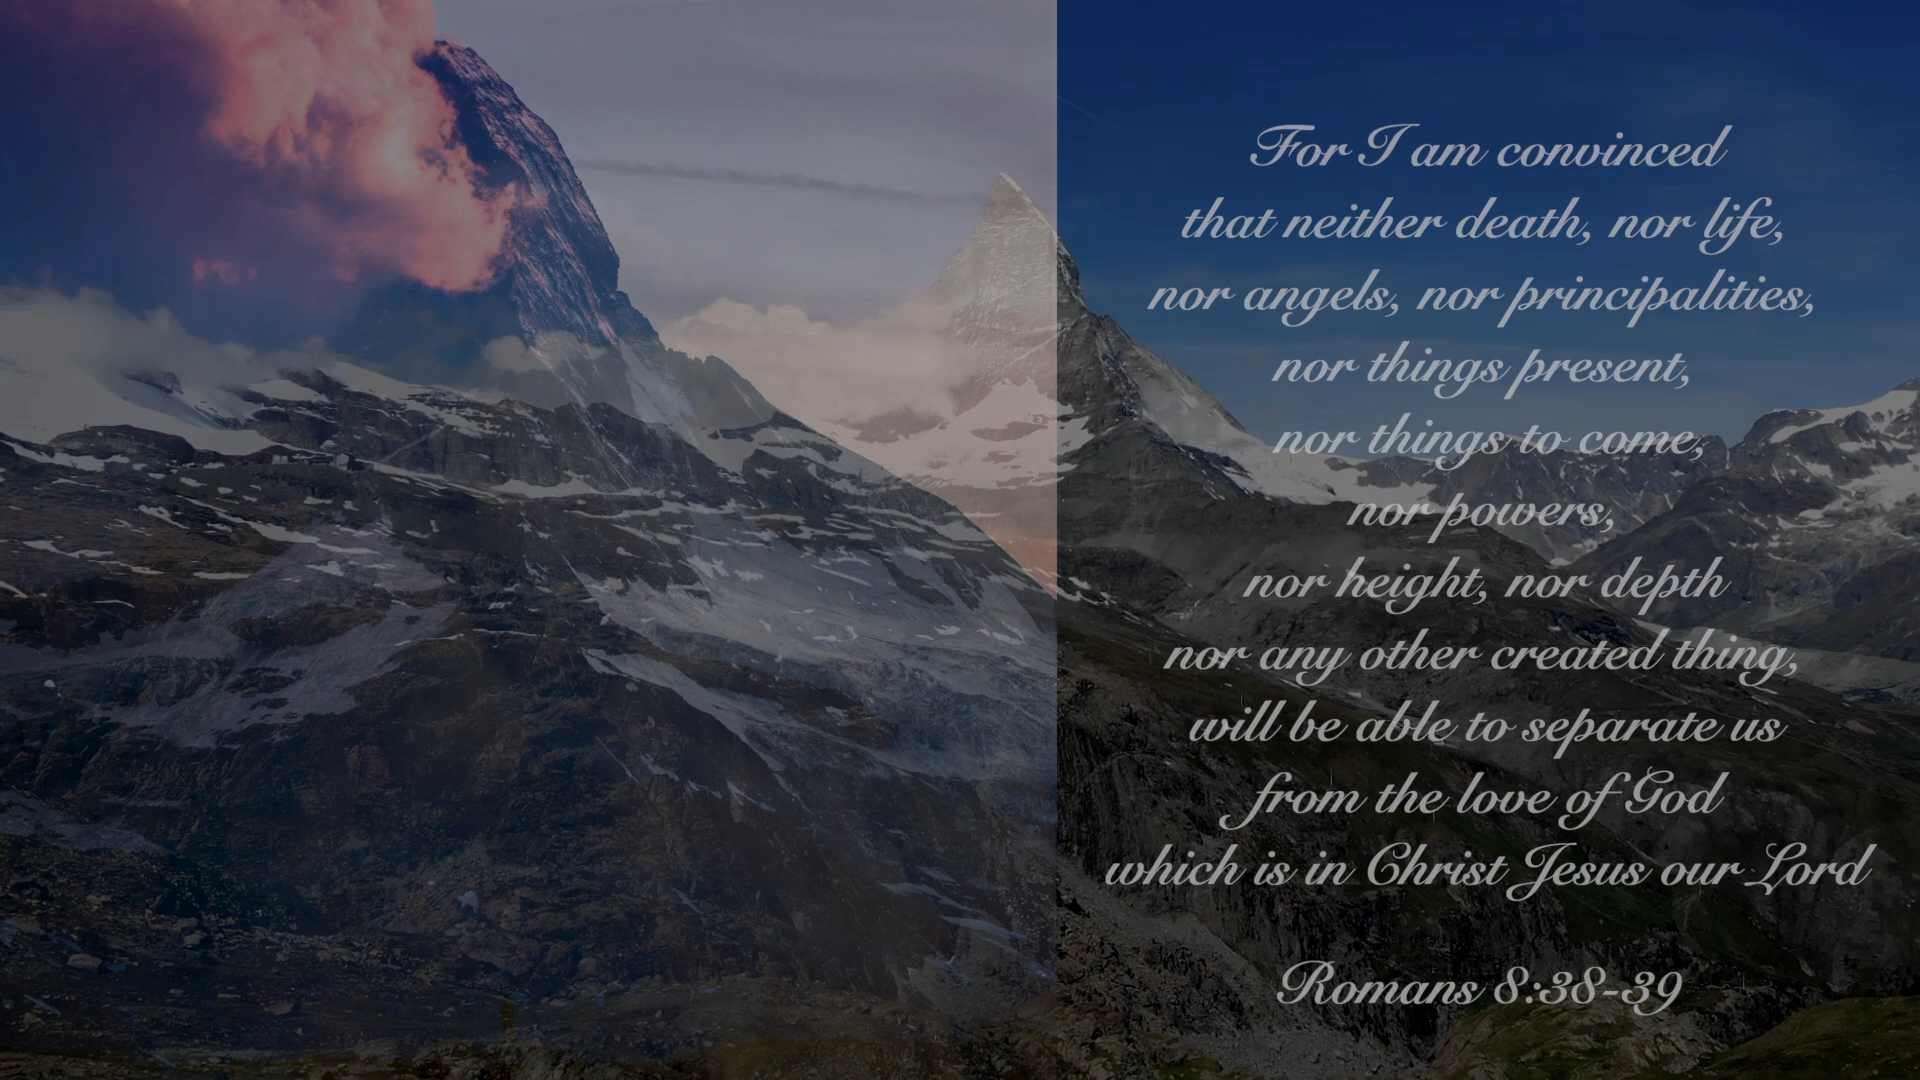 For I am convinced
that neither death, nor life,
nor angels, nor principalities,
nor things present,
nor things to come,
nor powers,
nor height, nor depth
nor any other created thing,
will be able to separate us
from the love of God
which is in Christ Jesus our Lord
Romans 8:38-39